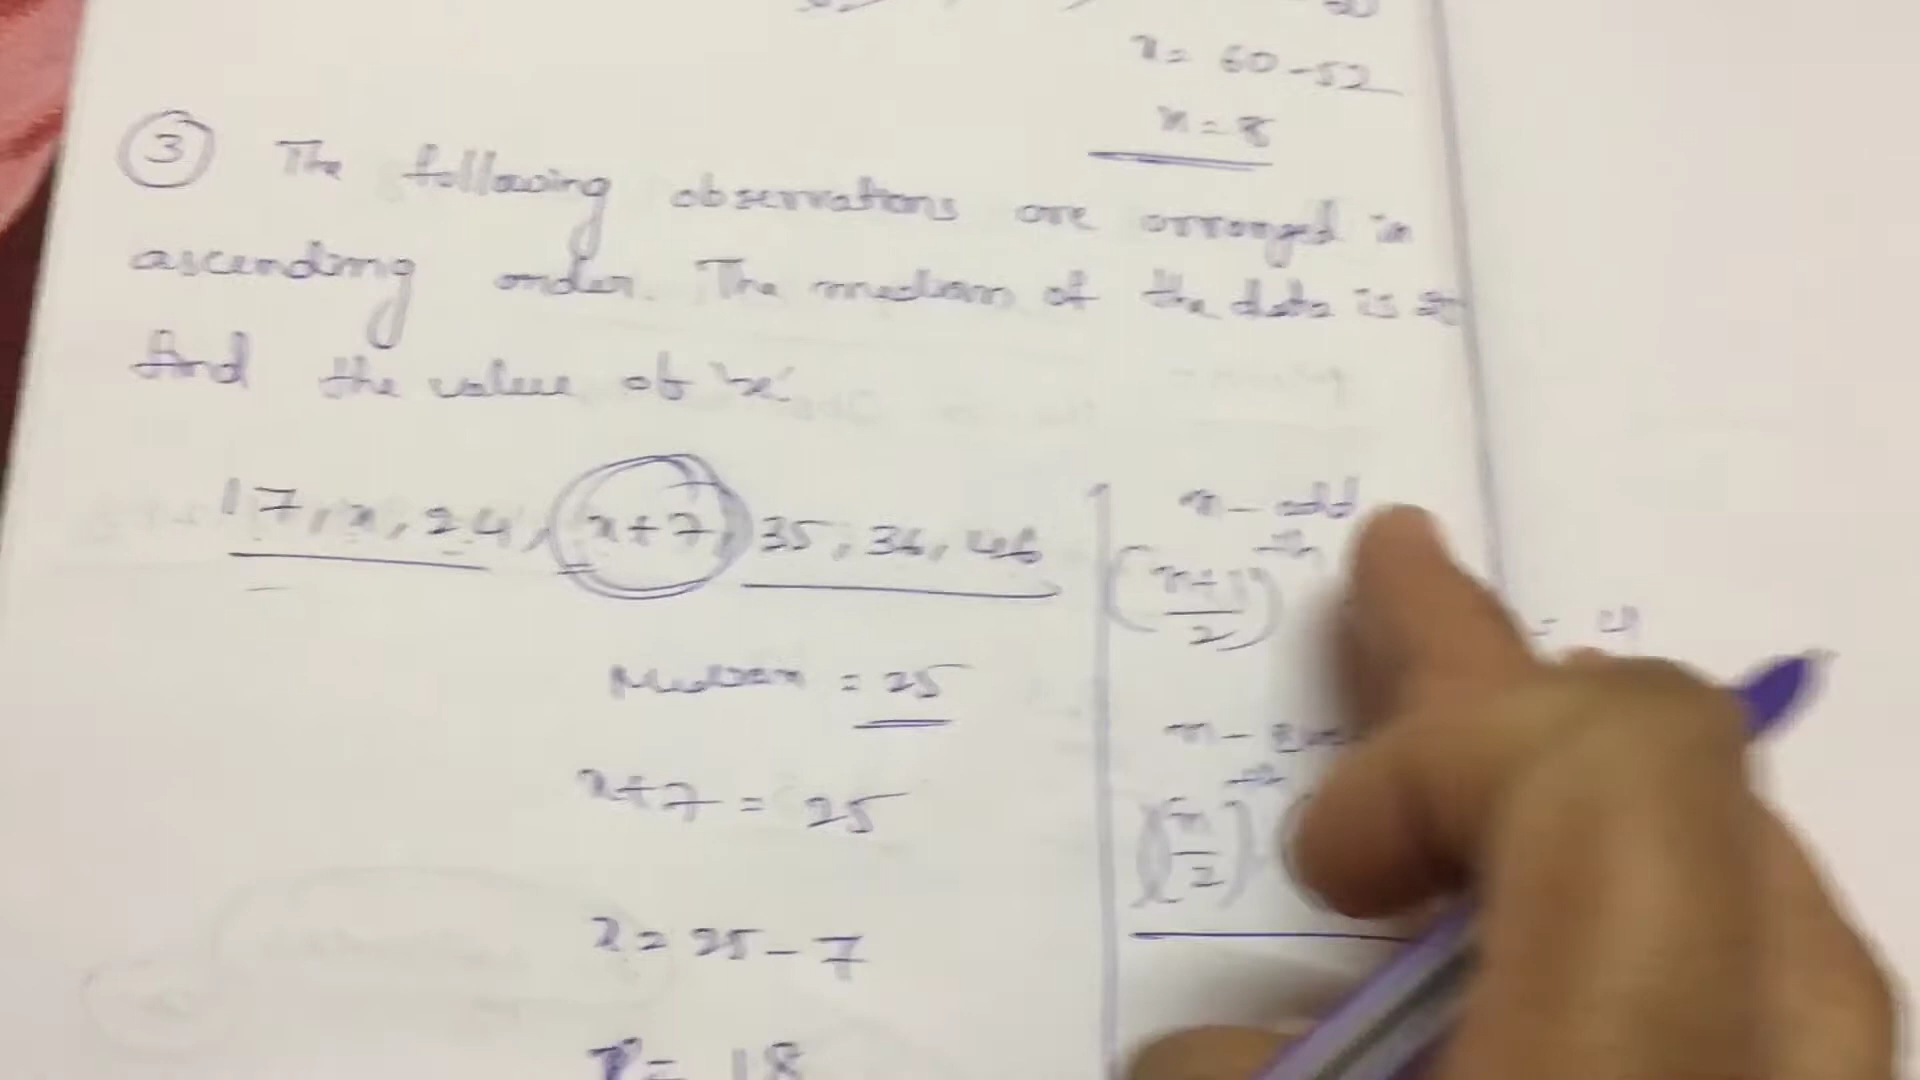 x = 60 - 52
x = 8
③ The following observations are arranged in
ascending order. The median of the data is 25
find the value of 'x'
17, x, 24, x+7, 35, 36, 46
Median = 25
x+7 = 25
x = 25 - 7
x = 18
n - odd
(n+1/2)
n - even
(n/2)